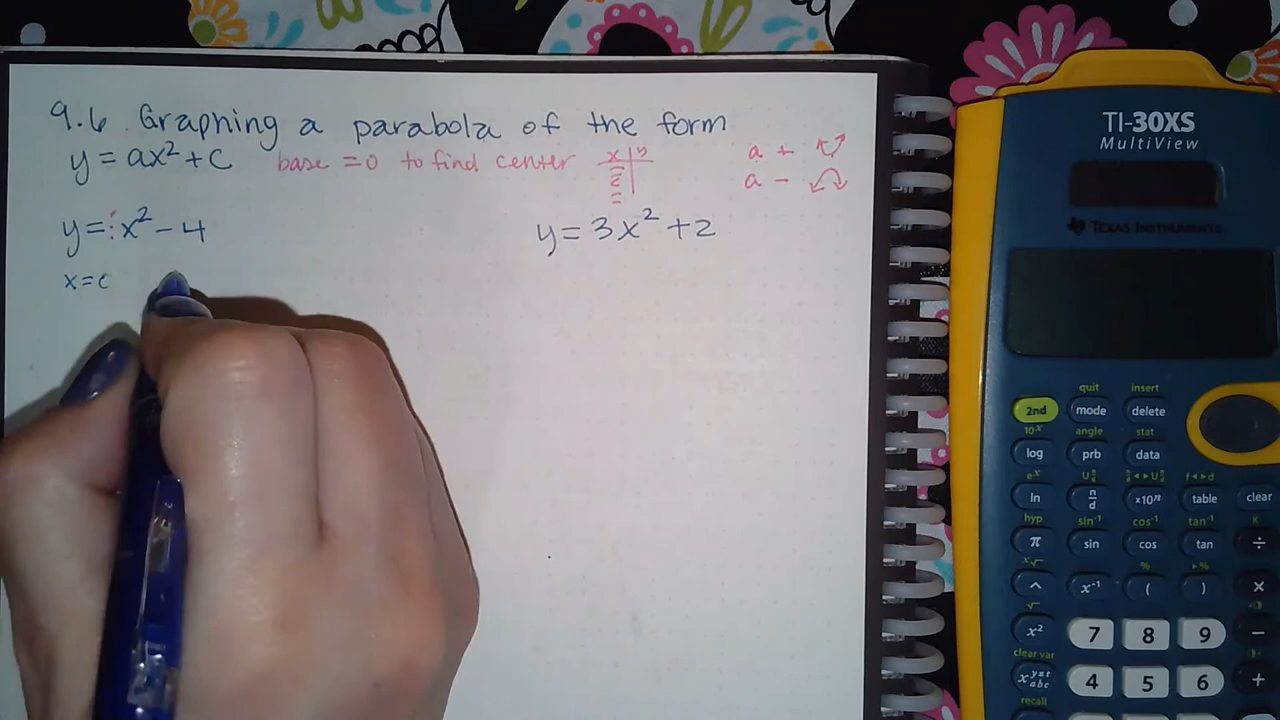 9.6 Graphing a parabola of the form
y = ax² + c base = 0 to find center x | y a + a -
y = x² - 4 y = 3x² + 2
x = 0
TI-30XS
MultiView
TEXAS INSTRUMENTS
quit insert
2nd mode delete
10ˣ angle stat
log prb data
eˣ f◄►d
ln n/d ×10ⁿ table clear
hyp sin⁻¹ cos⁻¹ tan⁻¹ K
π sin cos tan ÷
ˣ√ ►%
^ x⁻¹ ( ) ×
√
x² 7 8 9 −
clear var
x y z t a b c 4 5 6 +
recall